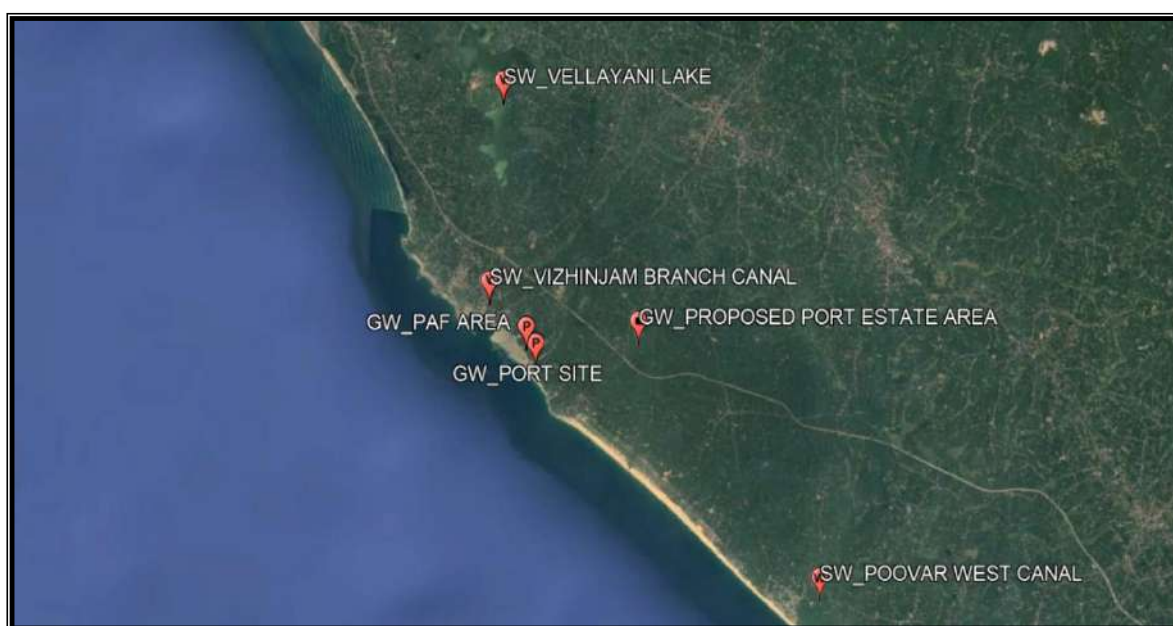 SW_VELLAYANI LAKE
SW_VIZHINJAM BRANCH CANAL
GW_PAF AREA
GW_PROPOSED PORT ESTATE AREA
P
P
GW_PORT SITE
SW_POOVAR WEST CANAL